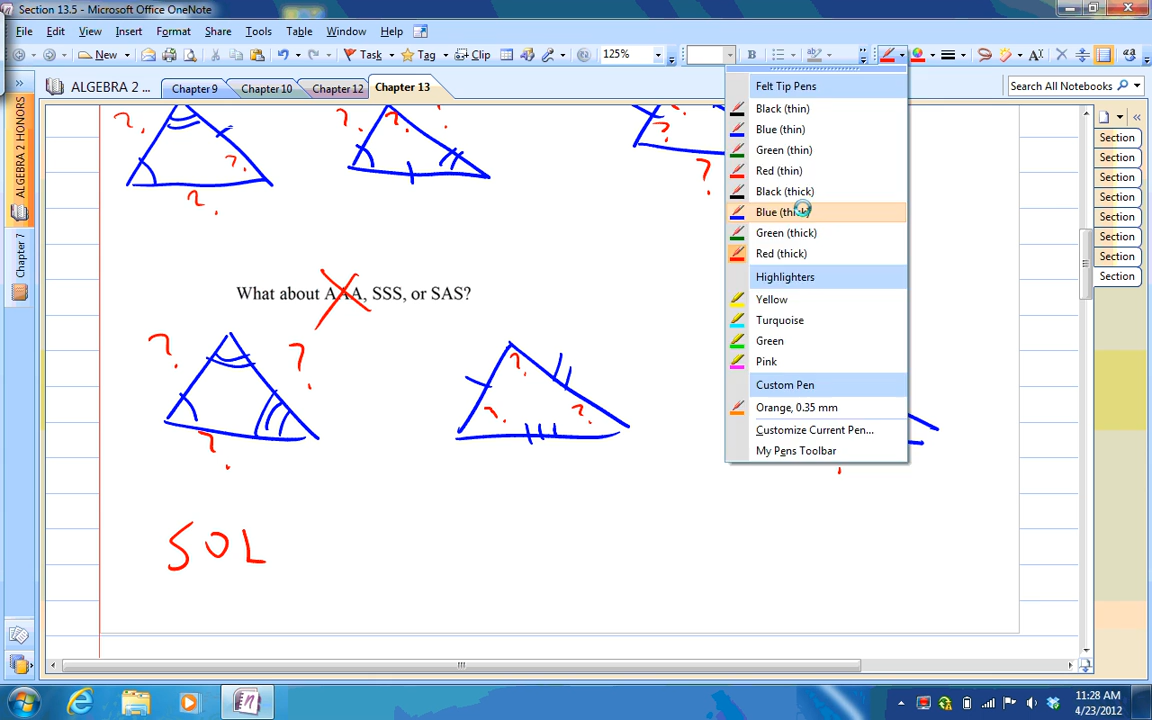 Section 13.5 - Microsoft Office OneNote
File Edit View Insert Format Share Tools Table Window Help
New Task Tag Clip 125% B
ALGEBRA 2 ... Chapter 9 Chapter 10 Chapter 12 Chapter 13 Search All Notebooks
ALGEBRA 2 HONORS
Chapter 7
Felt Tip Pens
Black (thin)
Blue (thin)
Green (thin)
Red (thin)
Black (thick)
Blue (thick)
Green (thick)
Red (thick)
Highlighters
Yellow
Turquoise
Green
Pink
Custom Pen
Orange, 0.35 mm
Customize Current Pen...
My Pens Toolbar
Section
Section
Section
Section
Section
Section
Section
Section
? ? ? ? ? ? ? ?
What about AAA, SSS, or SAS?
? ? ? ? ? ?
SOL
11:28 AM
4/23/2012